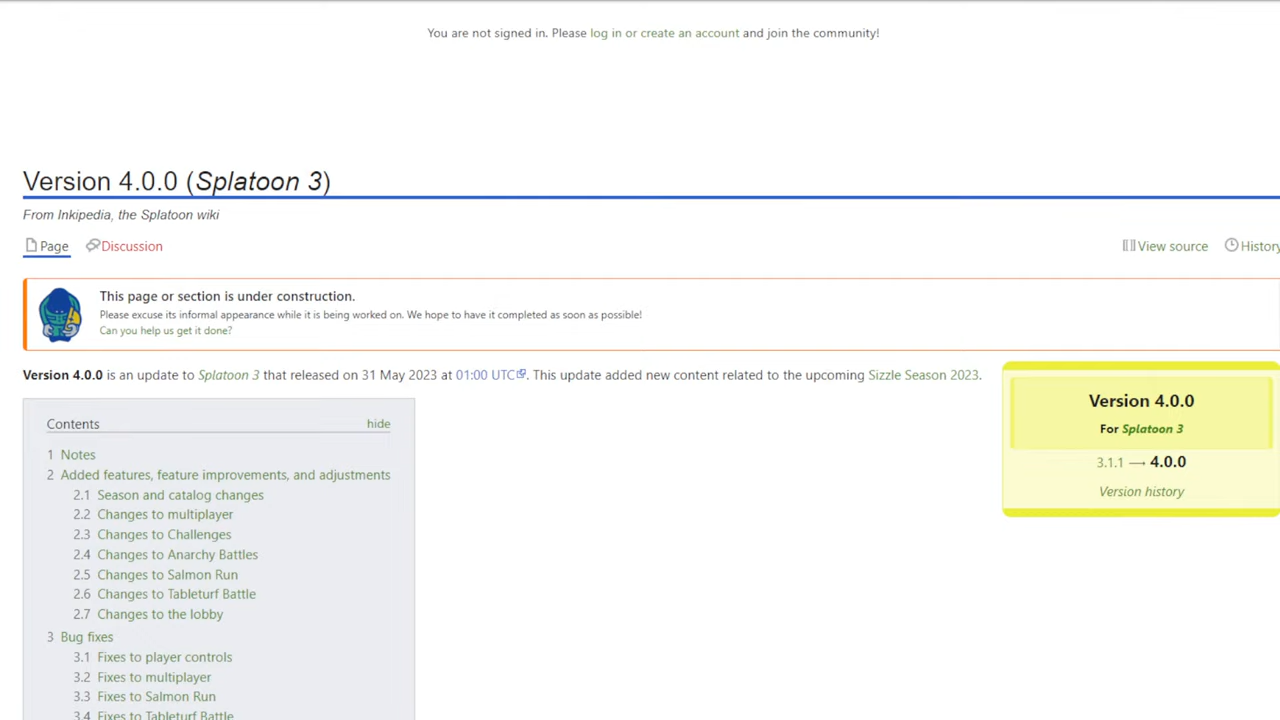 You are not signed in. Please log in or create an account and join the community!
Version 4.0.0 (Splatoon 3)
From Inkipedia, the Splatoon wiki
Page Discussion View source History
This page or section is under construction.
Please excuse its informal appearance while it is being worked on. We hope to have it completed as soon as possible!
Can you help us get it done?
Version 4.0.0 is an update to Splatoon 3 that released on 31 May 2023 at 01:00 UTC. This update added new content related to the upcoming Sizzle Season 2023.
Version 4.0.0
For Splatoon 3
3.1.1 → 4.0.0
Version history
Contents hide
1 Notes
2 Added features, feature improvements, and adjustments
2.1 Season and catalog changes
2.2 Changes to multiplayer
2.3 Changes to Challenges
2.4 Changes to Anarchy Battles
2.5 Changes to Salmon Run
2.6 Changes to Tableturf Battle
2.7 Changes to the lobby
3 Bug fixes
3.1 Fixes to player controls
3.2 Fixes to multiplayer
3.3 Fixes to Salmon Run
3.4 Fixes to Tableturf Battle